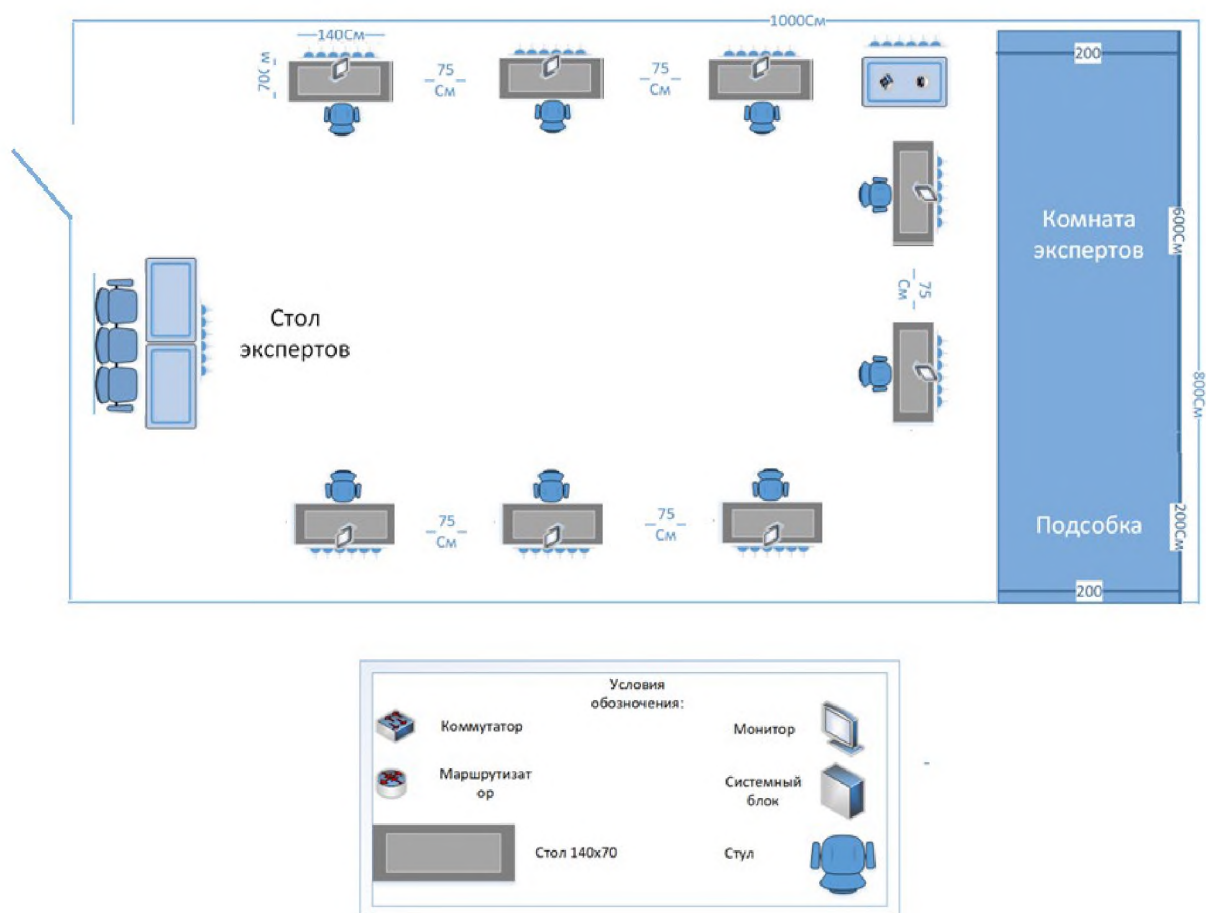 1000См
140См
70См
75
См
75
См
200
Комната
экспертов
600См
75
См
Стол
экспертов
800См
75
См
75
См
Подсобка
200См
200
Условия
обозначения:
Коммутатор
Монитор
Маршрутизат
ор
Системный
блок
Стол 140х70
Стул